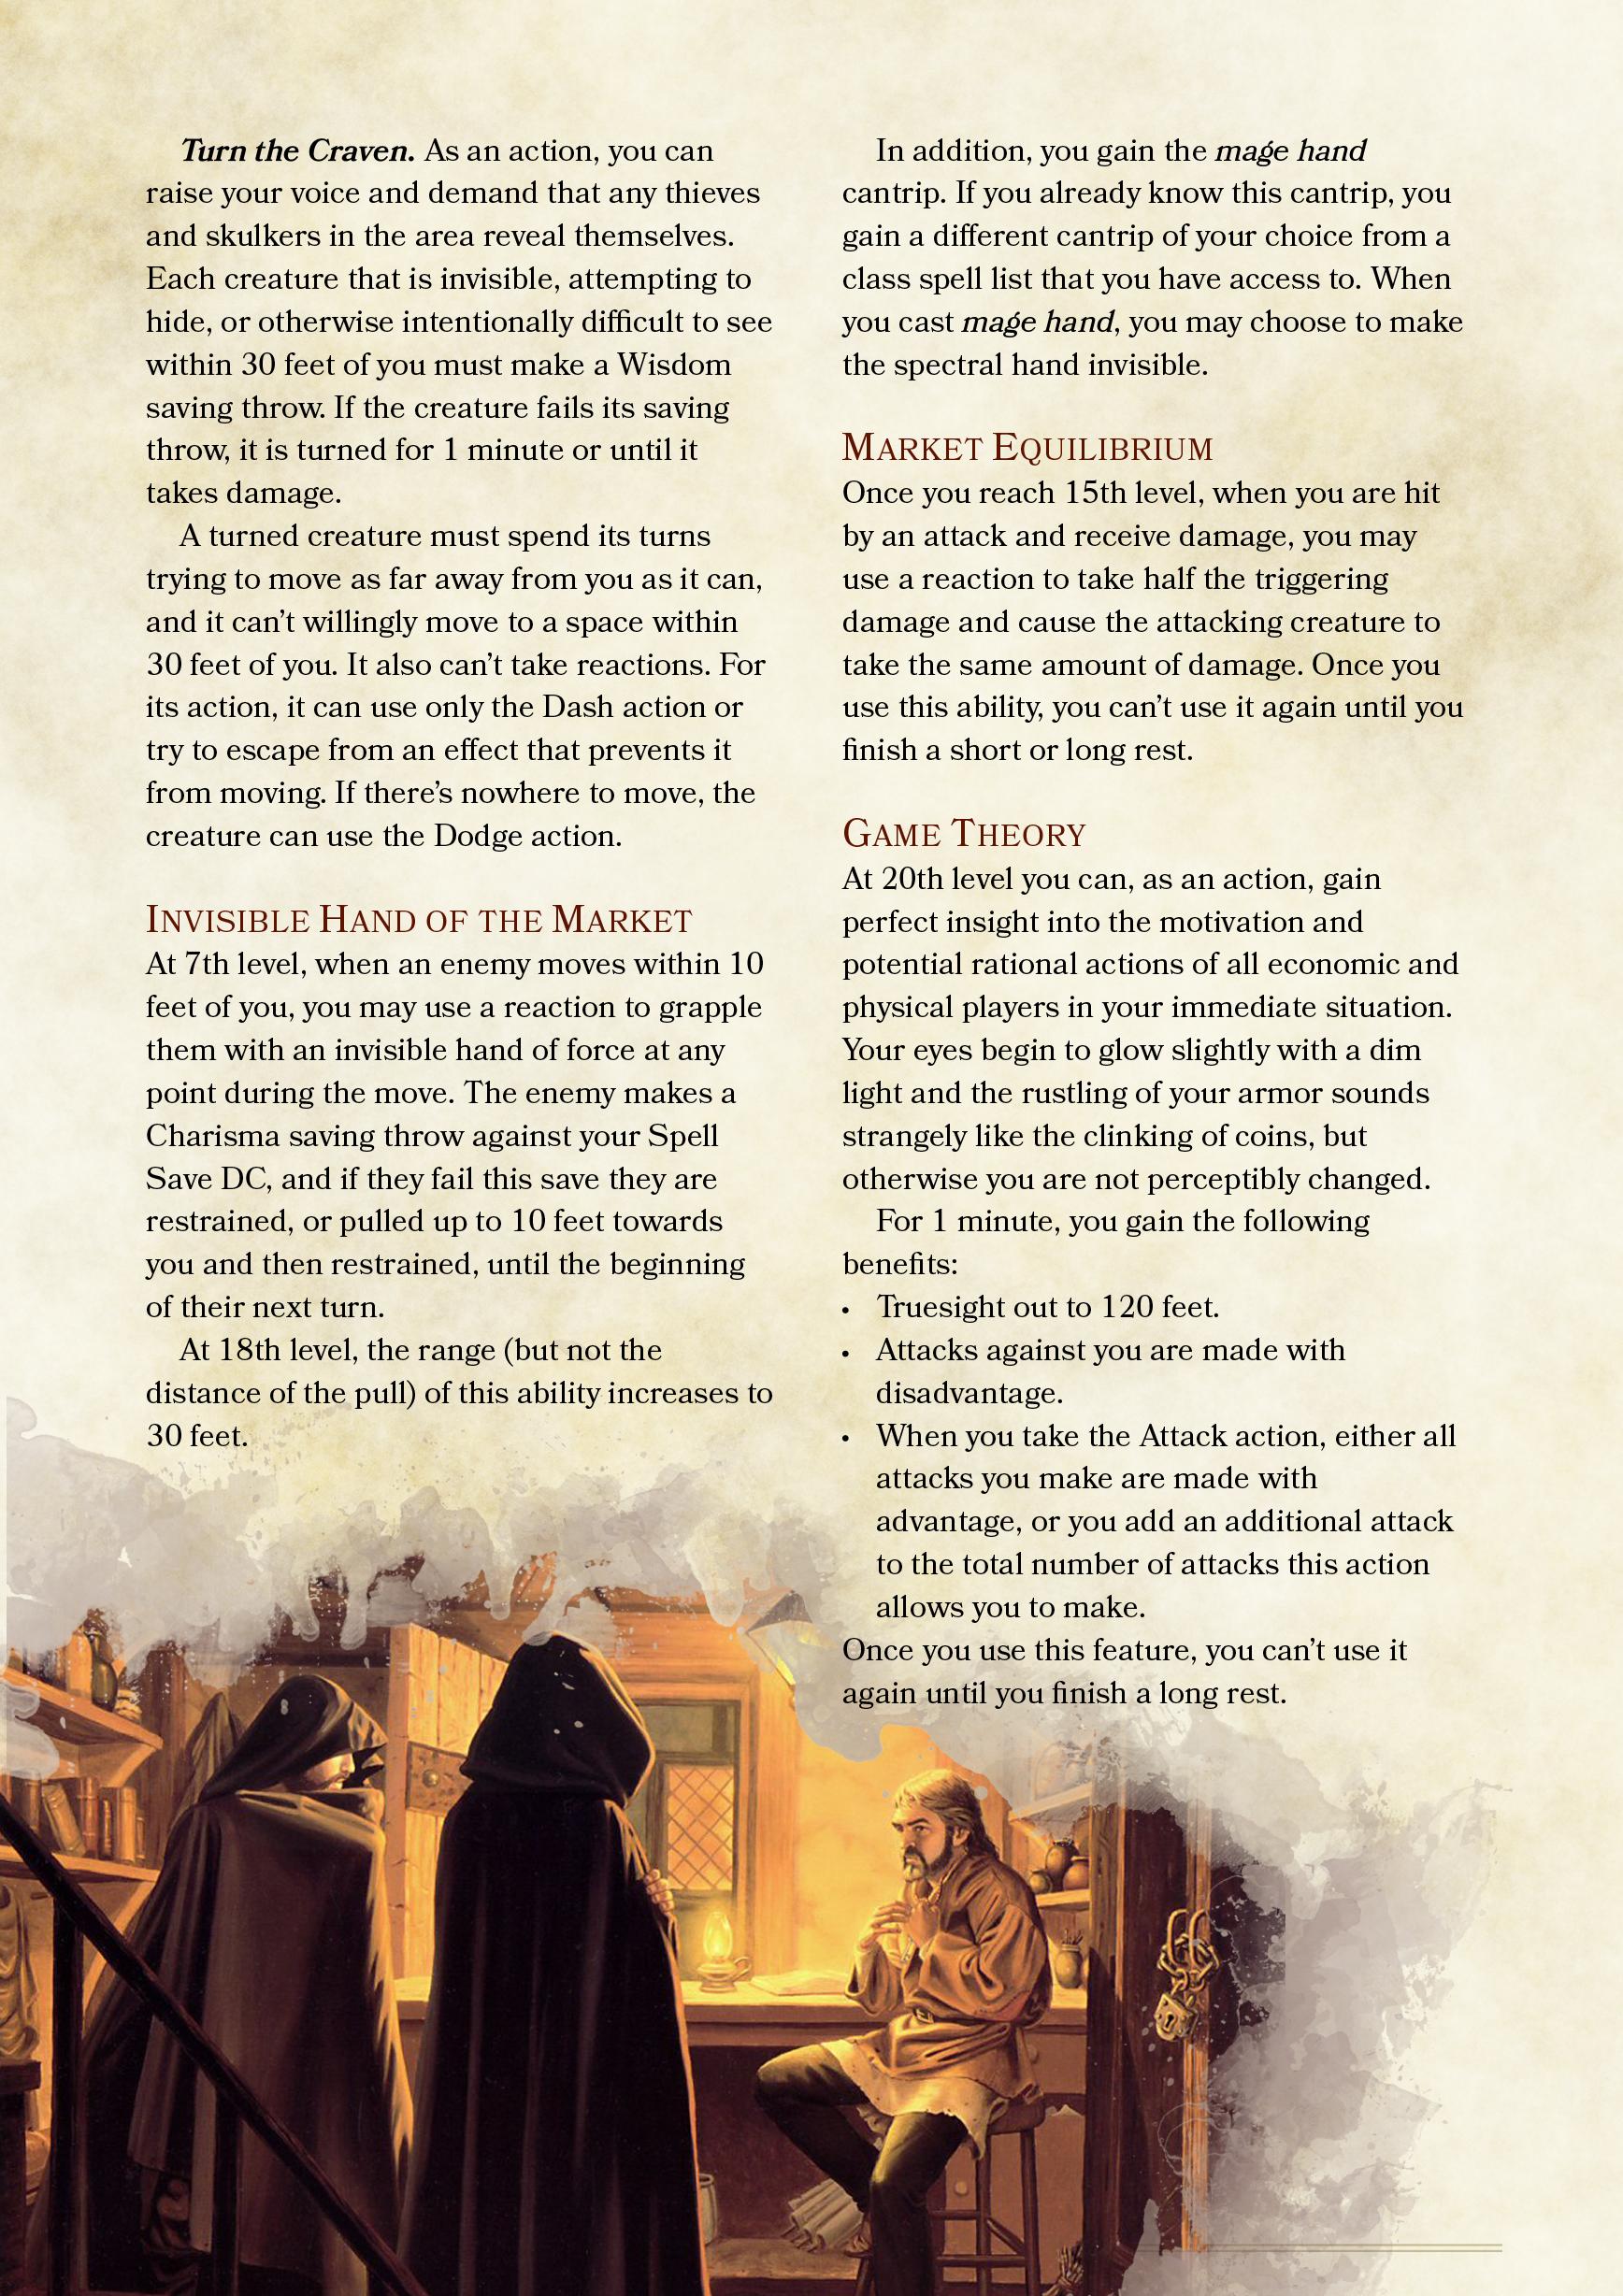 Turn the Craven. As an action, you can
raise your voice and demand that any thieves
and skulkers in the area reveal themselves.
Each creature that is invisible, attempting to
hide, or otherwise intentionally difficult to see
within 30 feet of you must make a Wisdom
saving throw. If the creature fails its saving
throw, it is turned for 1 minute or until it
takes damage.
A turned creature must spend its turns
trying to move as far away from you as it can,
and it can’t willingly move to a space within
30 feet of you. It also can’t take reactions. For
its action, it can use only the Dash action or
try to escape from an effect that prevents it
from moving. If there’s nowhere to move, the
creature can use the Dodge action.
INVISIBLE HAND OF THE MARKET
At 7th level, when an enemy moves within 10
feet of you, you may use a reaction to grapple
them with an invisible hand of force at any
point during the move. The enemy makes a
Charisma saving throw against your Spell
Save DC, and if they fail this save they are
restrained, or pulled up to 10 feet towards
you and then restrained, until the beginning
of their next turn.
At 18th level, the range (but not the
distance of the pull) of this ability increases to
30 feet.
In addition, you gain the mage hand
cantrip. If you already know this cantrip, you
gain a different cantrip of your choice from a
class spell list that you have access to. When
you cast mage hand, you may choose to make
the spectral hand invisible.
MARKET EQUILIBRIUM
Once you reach 15th level, when you are hit
by an attack and receive damage, you may
use a reaction to take half the triggering
damage and cause the attacking creature to
take the same amount of damage. Once you
use this ability, you can’t use it again until you
finish a short or long rest.
GAME THEORY
At 20th level you can, as an action, gain
perfect insight into the motivation and
potential rational actions of all economic and
physical players in your immediate situation.
Your eyes begin to glow slightly with a dim
light and the rustling of your armor sounds
strangely like the clinking of coins, but
otherwise you are not perceptibly changed.
For 1 minute, you gain the following
benefits:
• Truesight out to 120 feet.
• Attacks against you are made with
disadvantage.
• When you take the Attack action, either all
attacks you make are made with
advantage, or you add an additional attack
to the total number of attacks this action
allows you to make.
Once you use this feature, you can’t use it
again until you finish a long rest.